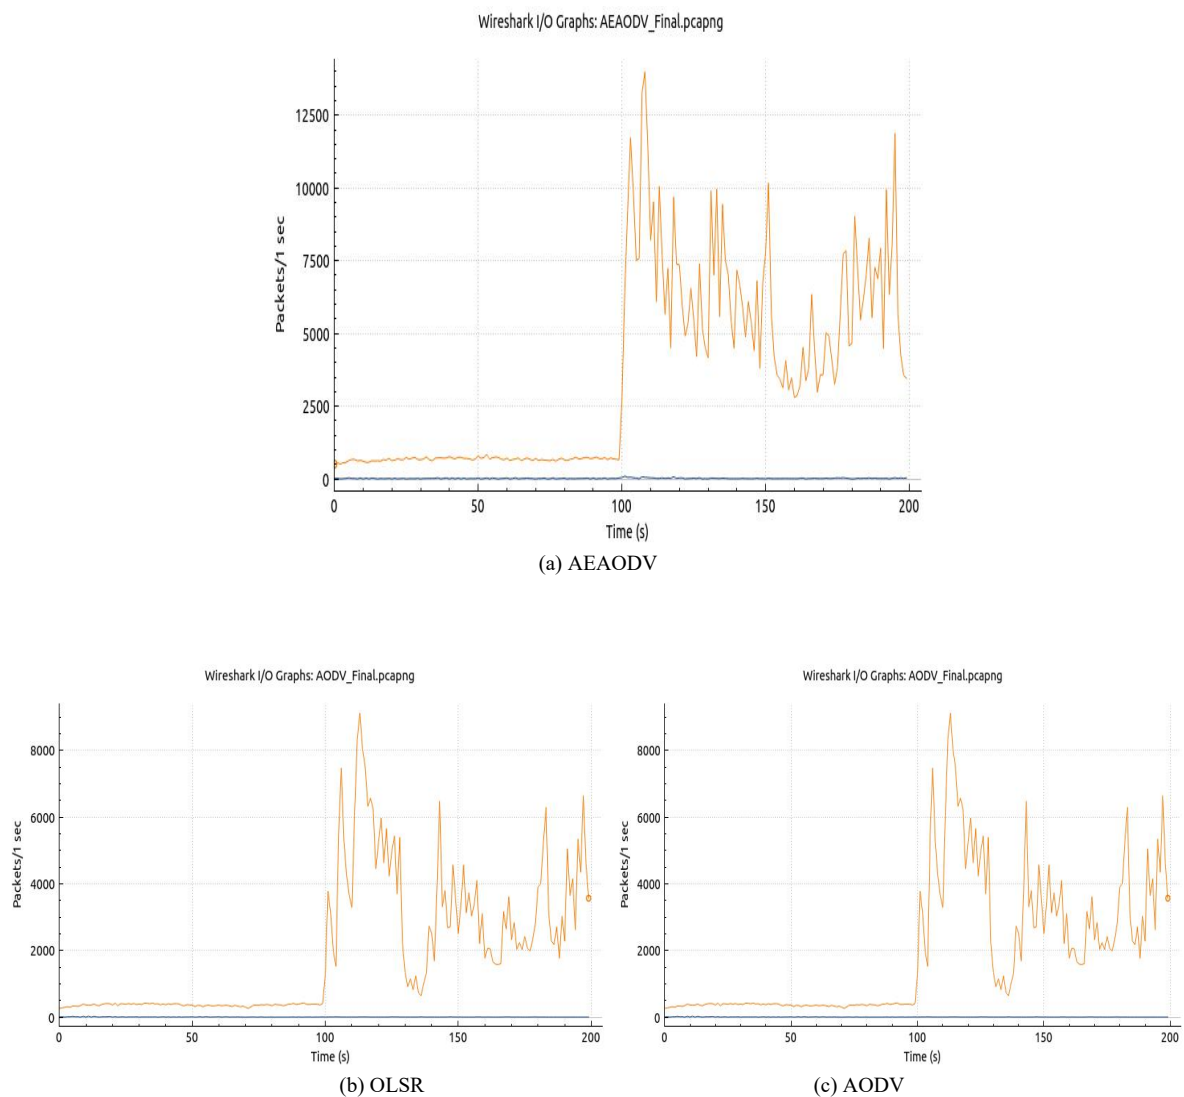 Wireshark I/O Graphs: AEAODV_Final.pcapng
12500
10000
7500
5000
2500
0
Packets/1 sec
0 50 100 150 200
Time (s)
(a) AEAODV
Wireshark I/O Graphs: AODV_Final.pcapng
8000
6000
4000
2000
0
Packets/1 sec
0 50 100 150 200
Time (s)
(b) OLSR
Wireshark I/O Graphs: AODV_Final.pcapng
8000
6000
4000
2000
0
Packets/1 sec
0 50 100 150 200
Time (s)
(c) AODV